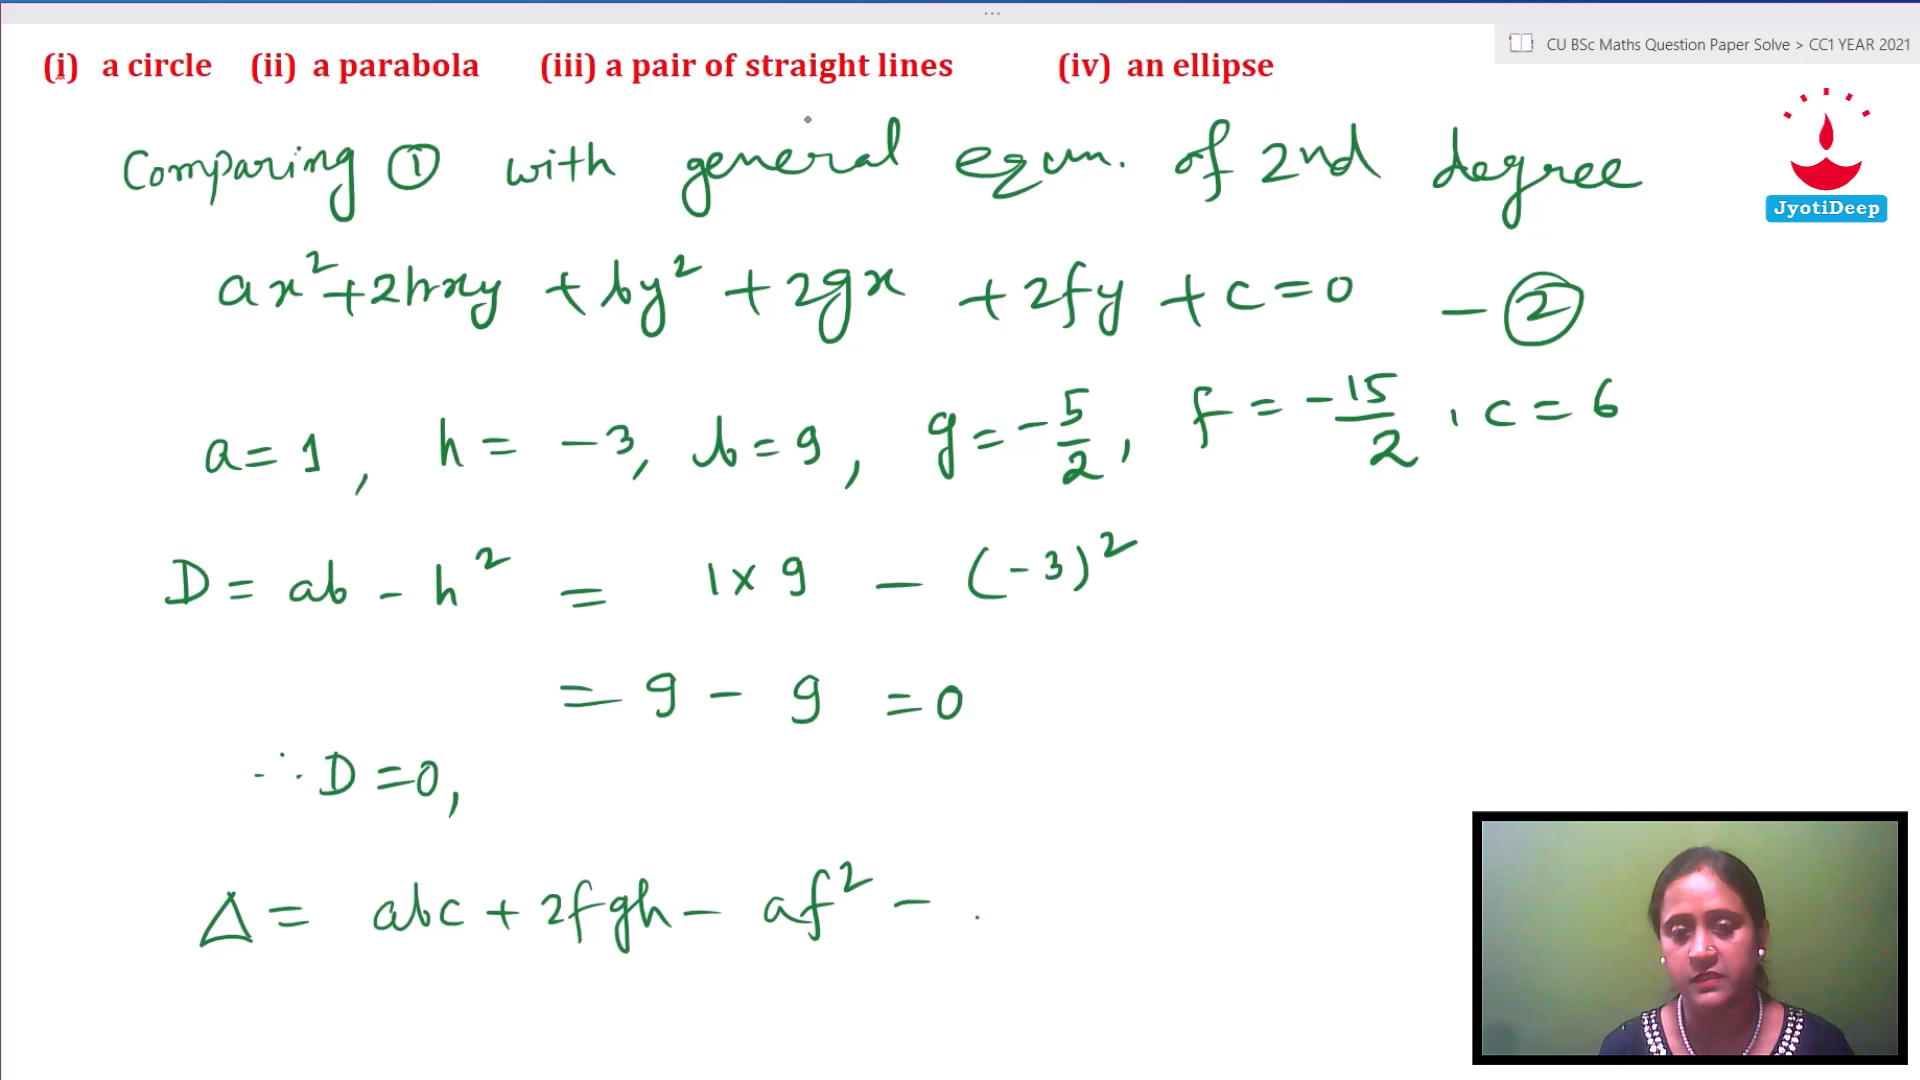 (i) a circle (ii) a parabola (iii) a pair of straight lines (iv) an ellipse
CU BSc Maths Question Paper Solve > CC1 YEAR 2021
JyotiDeep
Comparing ① with general equn. of 2nd degree
ax² + 2hxy + by² + 2gx + 2fy + c = 0 — ②
a = 1, h = -3, b = 9, g = -5/2, f = -15/2, c = 6
D = ab - h² = 1 × 9 - (-3)²
= 9 - 9 = 0
∴ D = 0,
Δ = abc + 2fgh - af² -